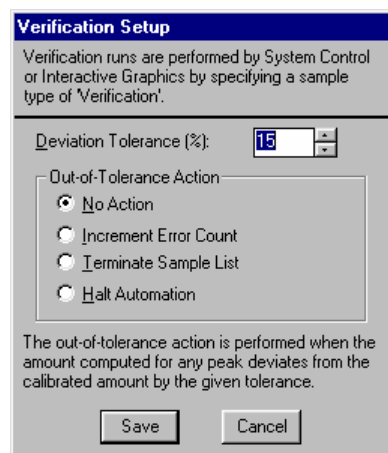 Verification Setup
Verification runs are performed by System Control
or Interactive Graphics by specifying a sample
type of 'Verification'.
Deviation Tolerance (%): 15
Out-of-Tolerance Action
No Action
Increment Error Count
Terminate Sample List
Halt Automation
The out-of-tolerance action is performed when the
amount computed for any peak deviates from the
calibrated amount by the given tolerance.
Save Cancel